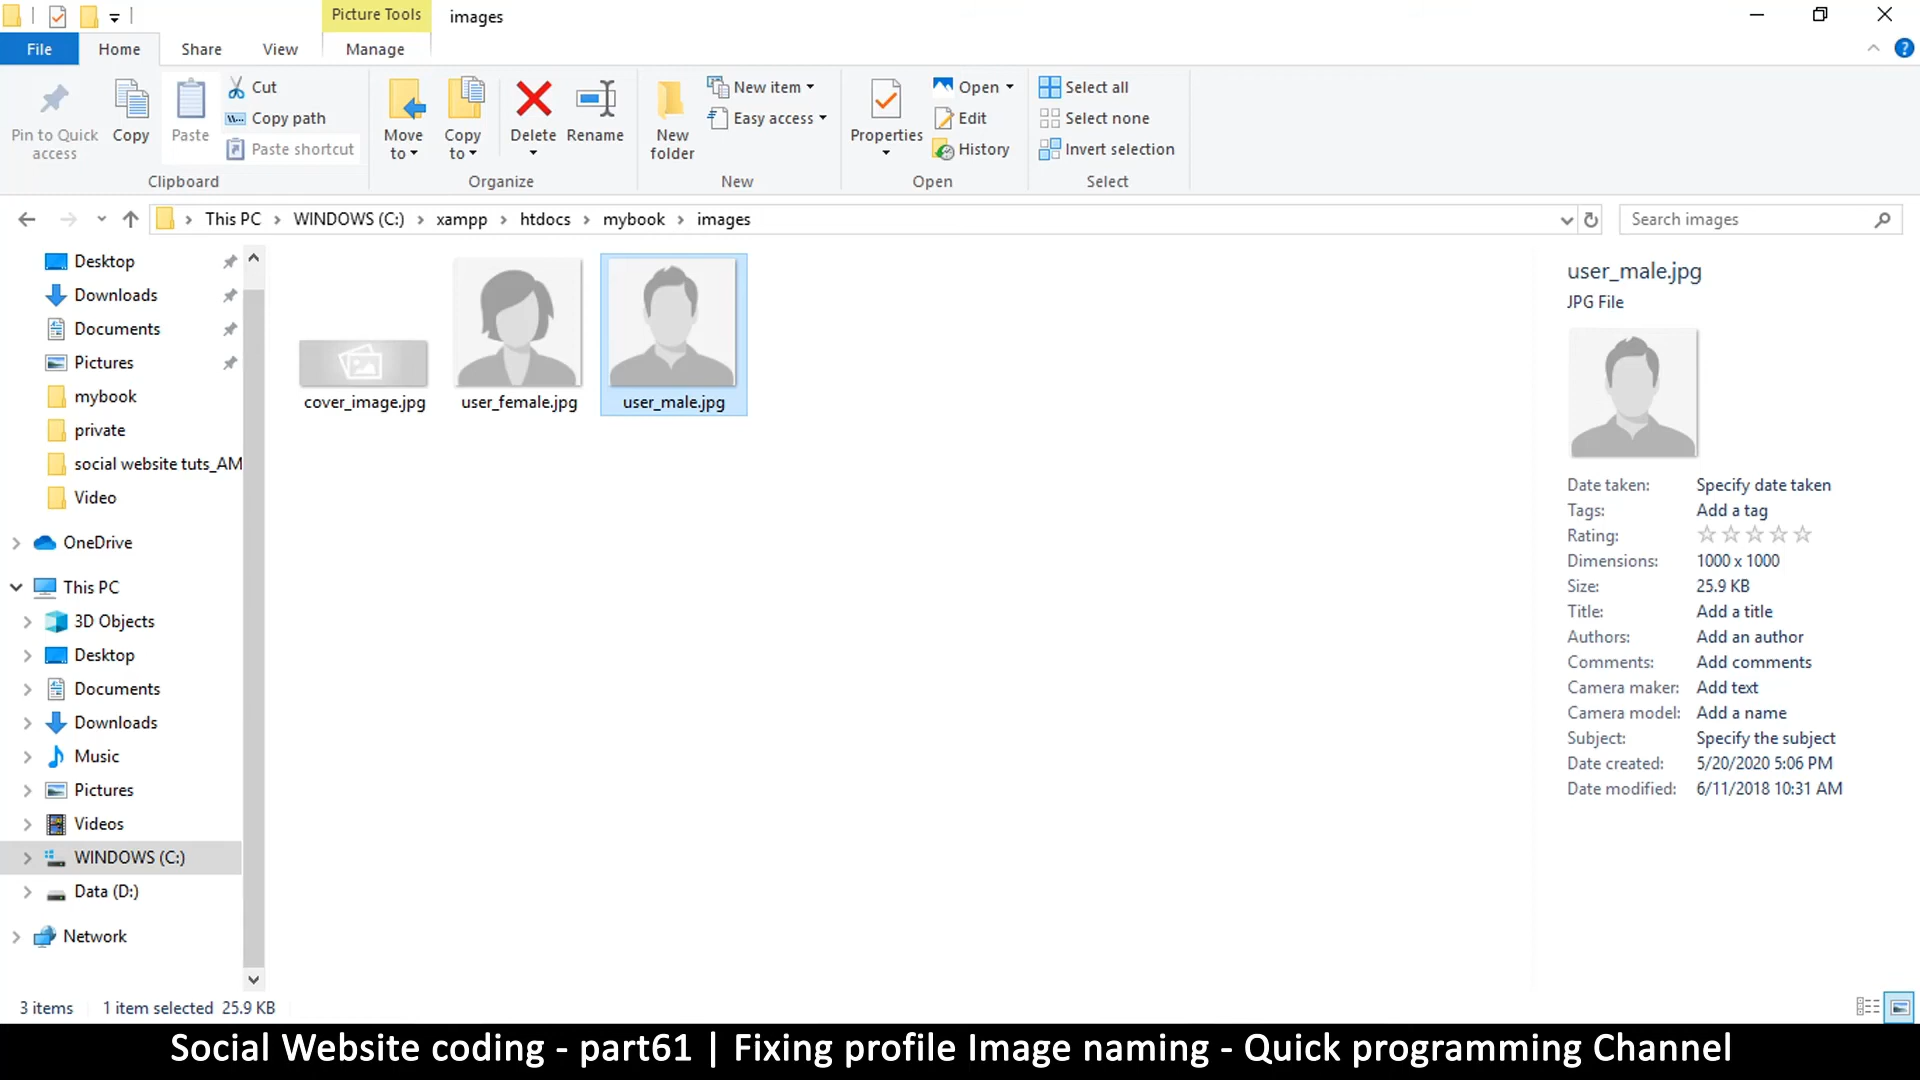 Picture Tools
images
File
Home
Share
View
Manage
Pin to Quick access
Copy
Paste
Cut
Copy path
Paste shortcut
Clipboard
Move to
Copy to
Delete
Rename
Organize
New folder
New item
Easy access
New
Properties
Open
Edit
History
Open
Select all
Select none
Invert selection
Select
This PC
WINDOWS (C:)
xampp
htdocs
mybook
images
Search images
Desktop
Downloads
Documents
Pictures
mybook
private
social website tuts_AM
Video
OneDrive
This PC
3D Objects
Desktop
Documents
Downloads
Music
Pictures
Videos
WINDOWS (C:)
Data (D:)
Network
cover_image.jpg
user_female.jpg
user_male.jpg
user_male.jpg
JPG File
Date taken: Specify date taken
Tags: Add a tag
Rating:
Dimensions: 1000 x 1000
Size: 25.9 KB
Title: Add a title
Authors: Add an author
Comments: Add comments
Camera maker: Add text
Camera model: Add a name
Subject: Specify the subject
Date created: 5/20/2020 5:06 PM
Date modified: 6/11/2018 10:31 AM
3 items
1 item selected 25.9 KB
Social Website coding - part61 | Fixing profile Image naming - Quick programming Channel